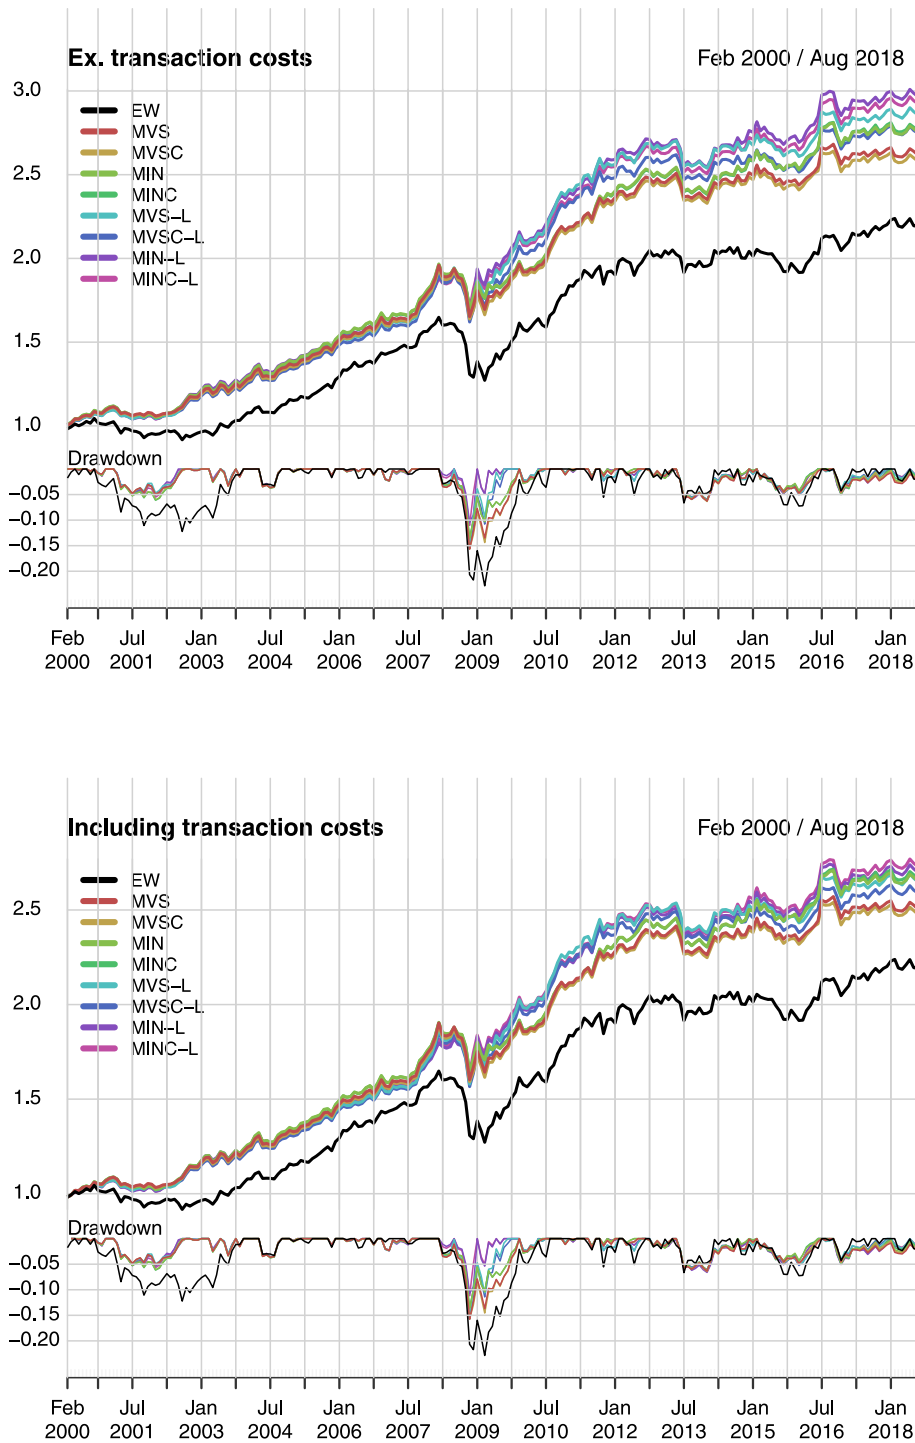 Ex. transaction costs Feb 2000 / Aug 2018
3.0
EW
MVS
MVSC
MIN
MINC
MVS−L
MVSC−L
MIN−L
MINC−L
2.5
2.0
1.5
1.0
Drawdown
−0.05
−0.10
−0.15
−0.20
Feb Jul Jan Jul Jan Jul Jan Jul Jan Jul Jan Jul Jan
2000 2001 2003 2004 2006 2007 2009 2010 2012 2013 2015 2016 2018
Including transaction costs Feb 2000 / Aug 2018
EW
MVS
MVSC
MIN
MINC
MVS−L
MVSC−L
MIN−L
MINC−L
2.5
2.0
1.5
1.0
Drawdown
−0.05
−0.10
−0.15
−0.20
Feb Jul Jan Jul Jan Jul Jan Jul Jan Jul Jan Jul Jan
2000 2001 2003 2004 2006 2007 2009 2010 2012 2013 2015 2016 2018